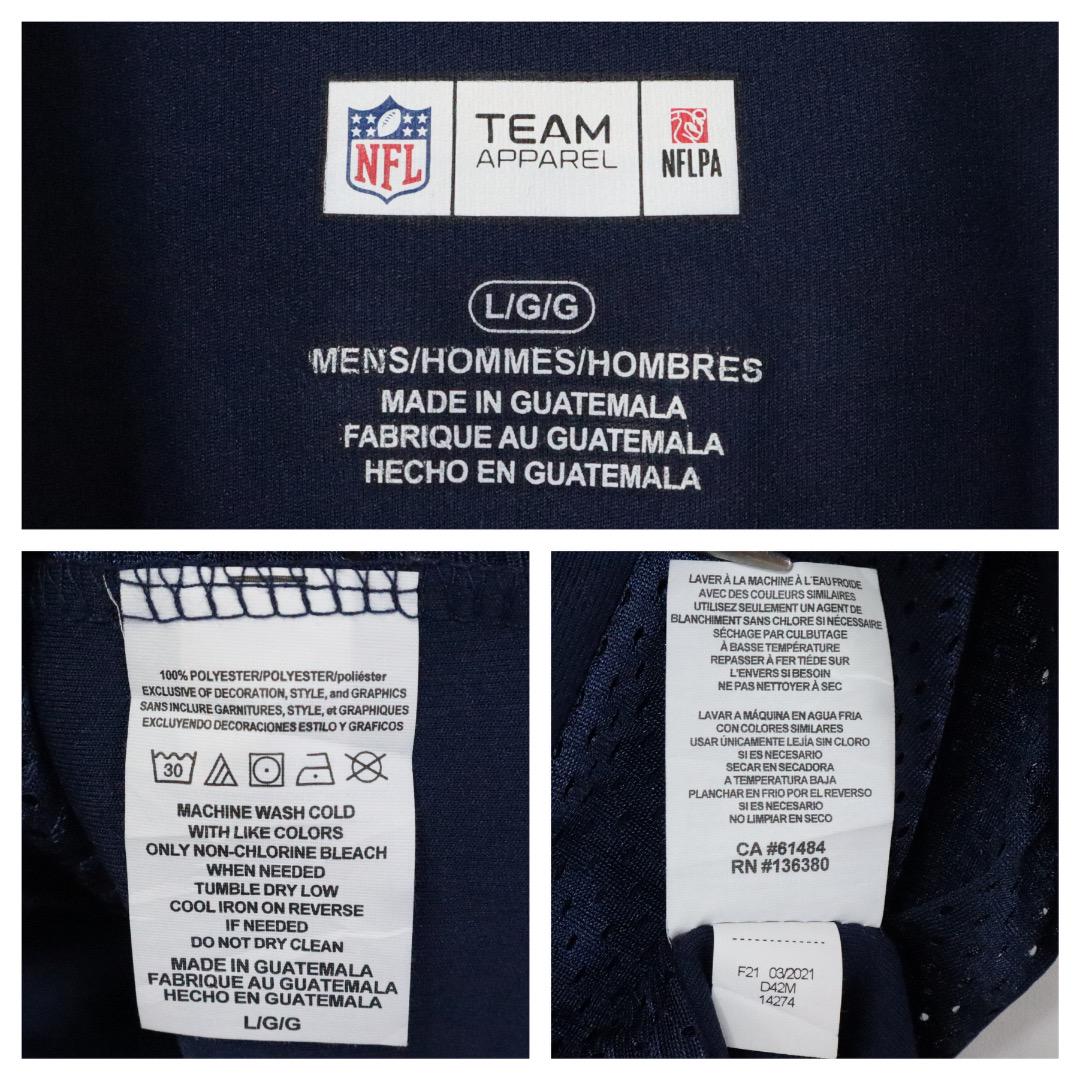 NFL
TEAM
APPAREL
NFLPA
L/G/G
MENS/HOMMES/HOMBRES
MADE IN GUATEMALA
FABRIQUE AU GUATEMALA
HECHO EN GUATEMALA
100% POLYESTER/POLYESTER/poliéster
EXCLUSIVE OF DECORATION, STYLE, and GRAPHICS
SANS INCLURE GARNITURES, STYLE, et GRAPHIQUES
EXCLUYENDO DECORACIONES ESTILO Y GRAFICOS
30
MACHINE WASH COLD
WITH LIKE COLORS
ONLY NON-CHLORINE BLEACH
WHEN NEEDED
TUMBLE DRY LOW
COOL IRON ON REVERSE
IF NEEDED
DO NOT DRY CLEAN
MADE IN GUATEMALA
FABRIQUE AU GUATEMALA
HECHO EN GUATEMALA
L/G/G
LAVER À LA MACHINE À L'EAU FROIDE
AVEC DES COULEURS SIMILAIRES
UTILISEZ SEULEMENT UN AGENT DE
BLANCHIMENT SANS CHLORE SI NÉCESSAIRE
SÉCHAGE PAR CULBUTAGE
À BASSE TEMPÉRATURE
REPASSER À FER TIÉDE SUR
L'ENVERS SI BESOIN
NE PAS NETTOYER À SEC
LAVAR A MÁQUINA EN AGUA FRIA
CON COLORES SIMILARES
USAR ÚNICAMENTE LEJÍA SIN CLORO
SI ES NECESARIO
SECAR EN SECADORA
A TEMPERATURA BAJA
PLANCHAR EN FRIO POR EL REVERSO
SI ES NECESARIO
NO LIMPIAR EN SECO
CA #61484
RN #136380
F21 03/2021
D42M
14274